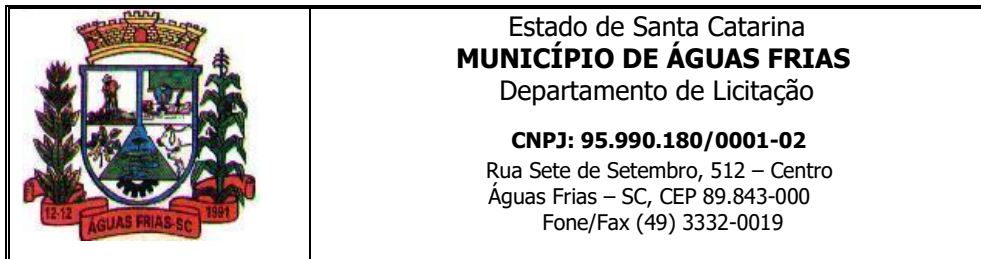 12-12
ÁGUAS FRIAS-SC
1991
Estado de Santa Catarina
MUNICÍPIO DE ÁGUAS FRIAS
Departamento de Licitação
CNPJ: 95.990.180/0001-02
Rua Sete de Setembro, 512 – Centro
Águas Frias – SC, CEP 89.843-000
Fone/Fax (49) 3332-0019